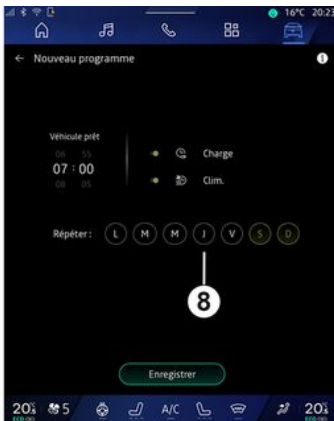 16°C 20:23
← Nouveau programme
Véhicule prêt
06 55
07 : 00
08 05
Charge
Clim.
Répéter : L M M J V S D
8
Enregistrer
20 5 A/C 20
ECO